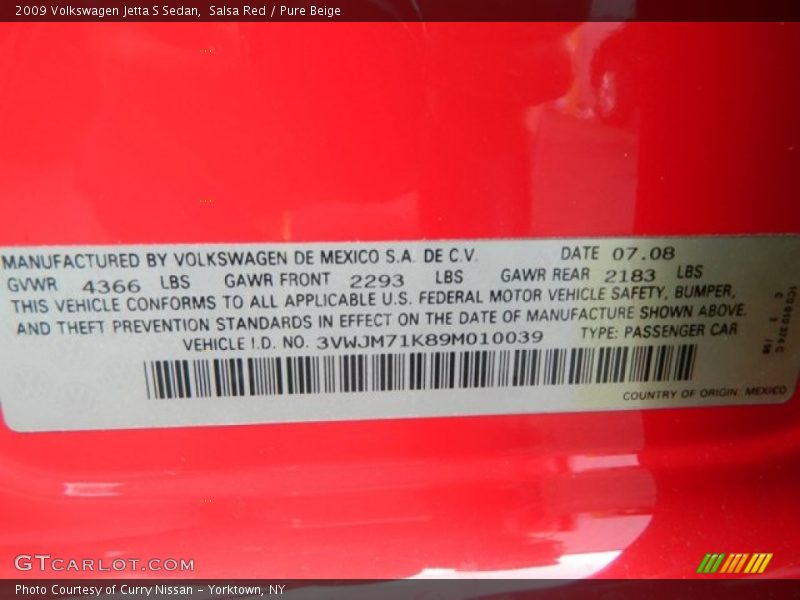 2009 Volkswagen Jetta S Sedan,  Salsa Red / Pure Beige
MANUFACTURED BY VOLKSWAGEN DE MEXICO S.A. DE C.V. DATE 07.08
GVWR 4366 LBS GAWR FRONT 2293 LBS GAWR REAR 2183 LBS
THIS VEHICLE CONFORMS TO ALL APPLICABLE U.S. FEDERAL MOTOR VEHICLE SAFETY, BUMPER,
AND THEFT PREVENTION STANDARDS IN EFFECT ON THE DATE OF MANUFACTURE SHOWN ABOVE.
VEHICLE I.D. NO. 3VWJM71K89M010039 TYPE: PASSENGER CAR
COUNTRY OF ORIGIN. MEXICO
GTCARLOT.COM
Photo Courtesy of Curry Nissan - Yorktown, NY